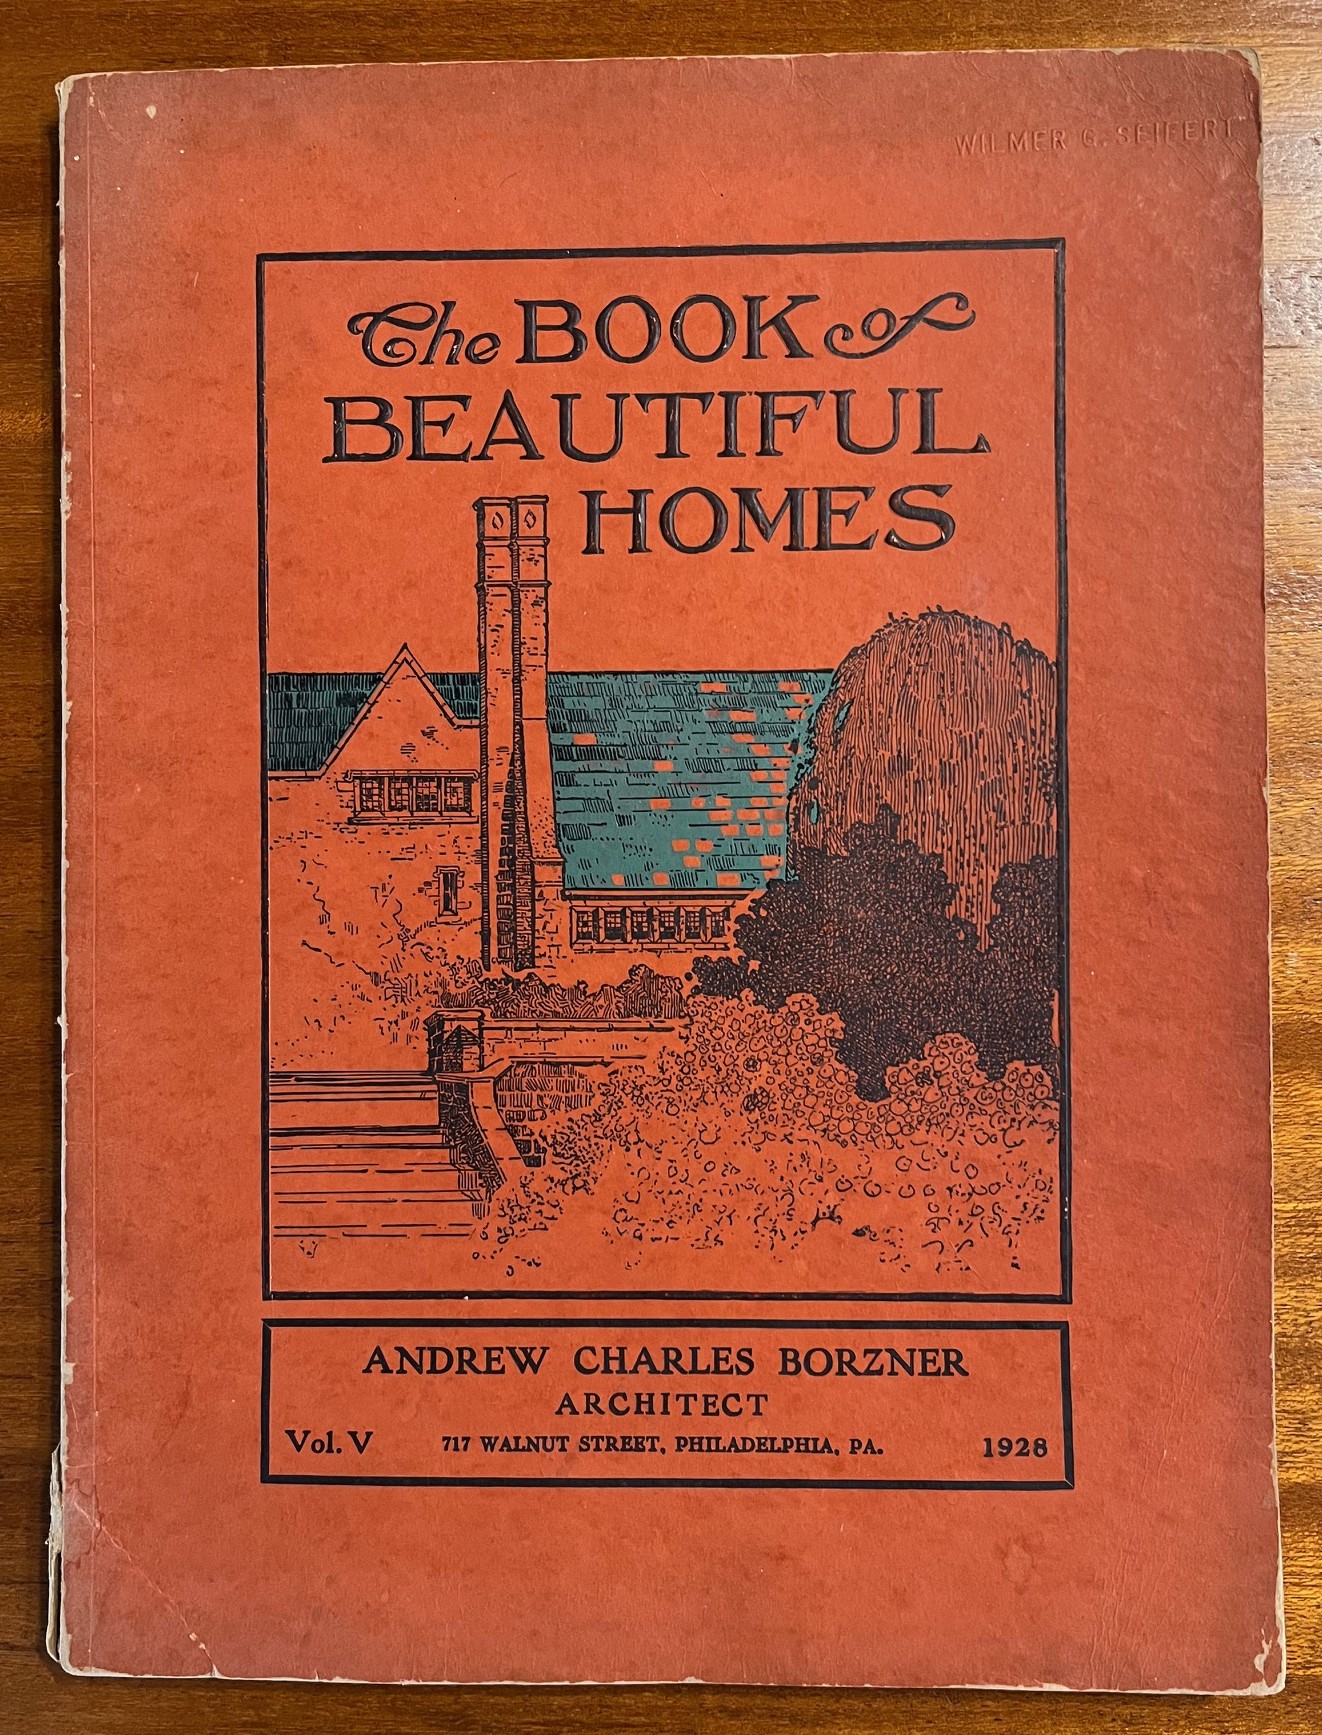 WILMER G. SEIFERT
The BOOK of
BEAUTIFUL
HOMES
ANDREW CHARLES BORZNER
ARCHITECT
Vol. V 717 WALNUT STREET, PHILADELPHIA, PA. 1928